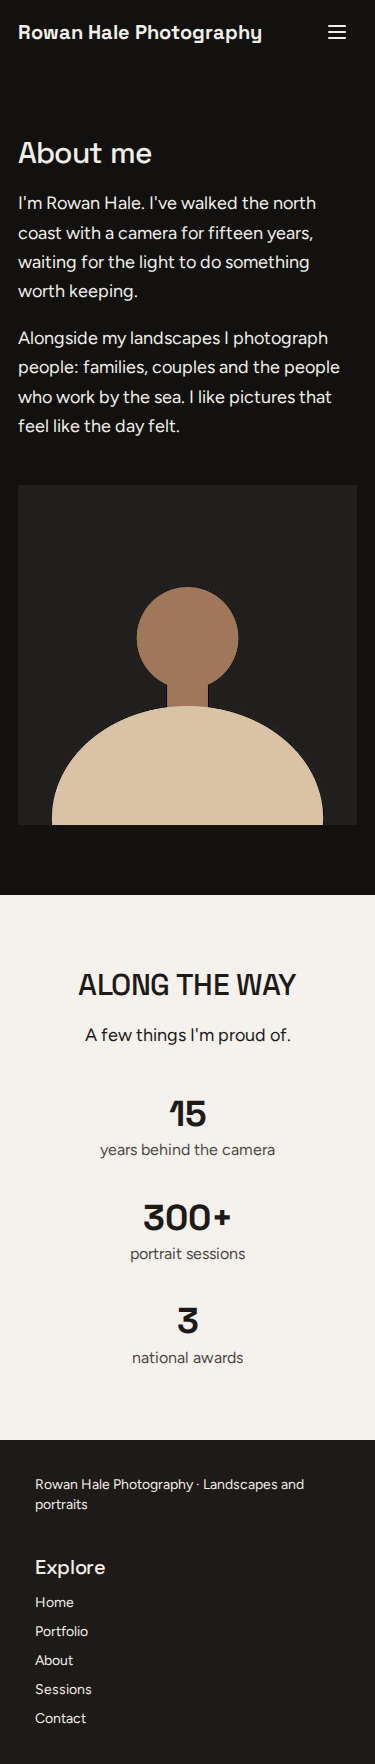 Rowan Hale Photography
About me
I'm Rowan Hale. I've walked the north
coast with a camera for fifteen years,
waiting for the light to do something
worth keeping.
Alongside my landscapes I photograph
people: families, couples and the people
who work by the sea. I like pictures that
feel like the day felt.
ALONG THE WAY
A few things I'm proud of.
15
years behind the camera
300+
portrait sessions
3
national awards
Rowan Hale Photography · Landscapes and
portraits
Explore
Home
Portfolio
About
Sessions
Contact